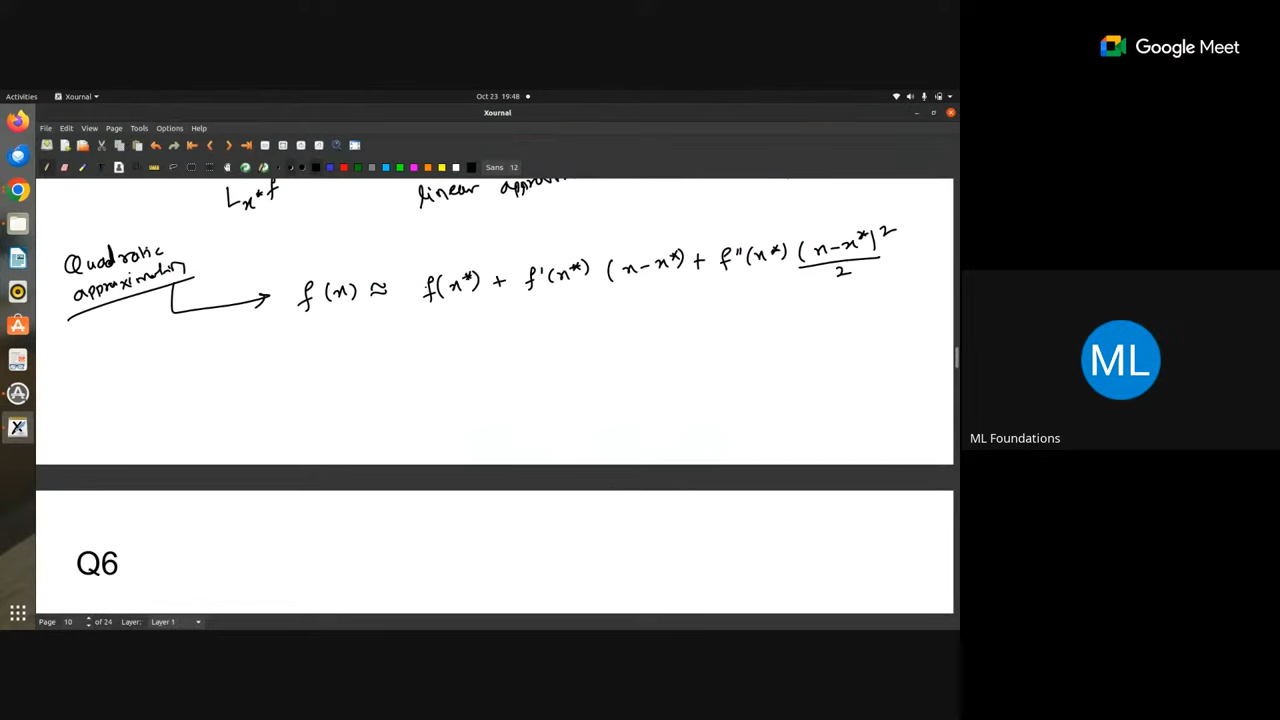 Google Meet
Activities
Xournal
Oct 23 19:48
Xournal
File Edit View Page Tools Options Help
Sans 12
L_x* f
linear
Quadratic
approximation
f(x) ≈ f(x*) + f'(x*) (x-x*) + f''(x*) (x-x*)²/2
ML
ML Foundations
Q6
Page 10 of 24 Layer: Layer 1